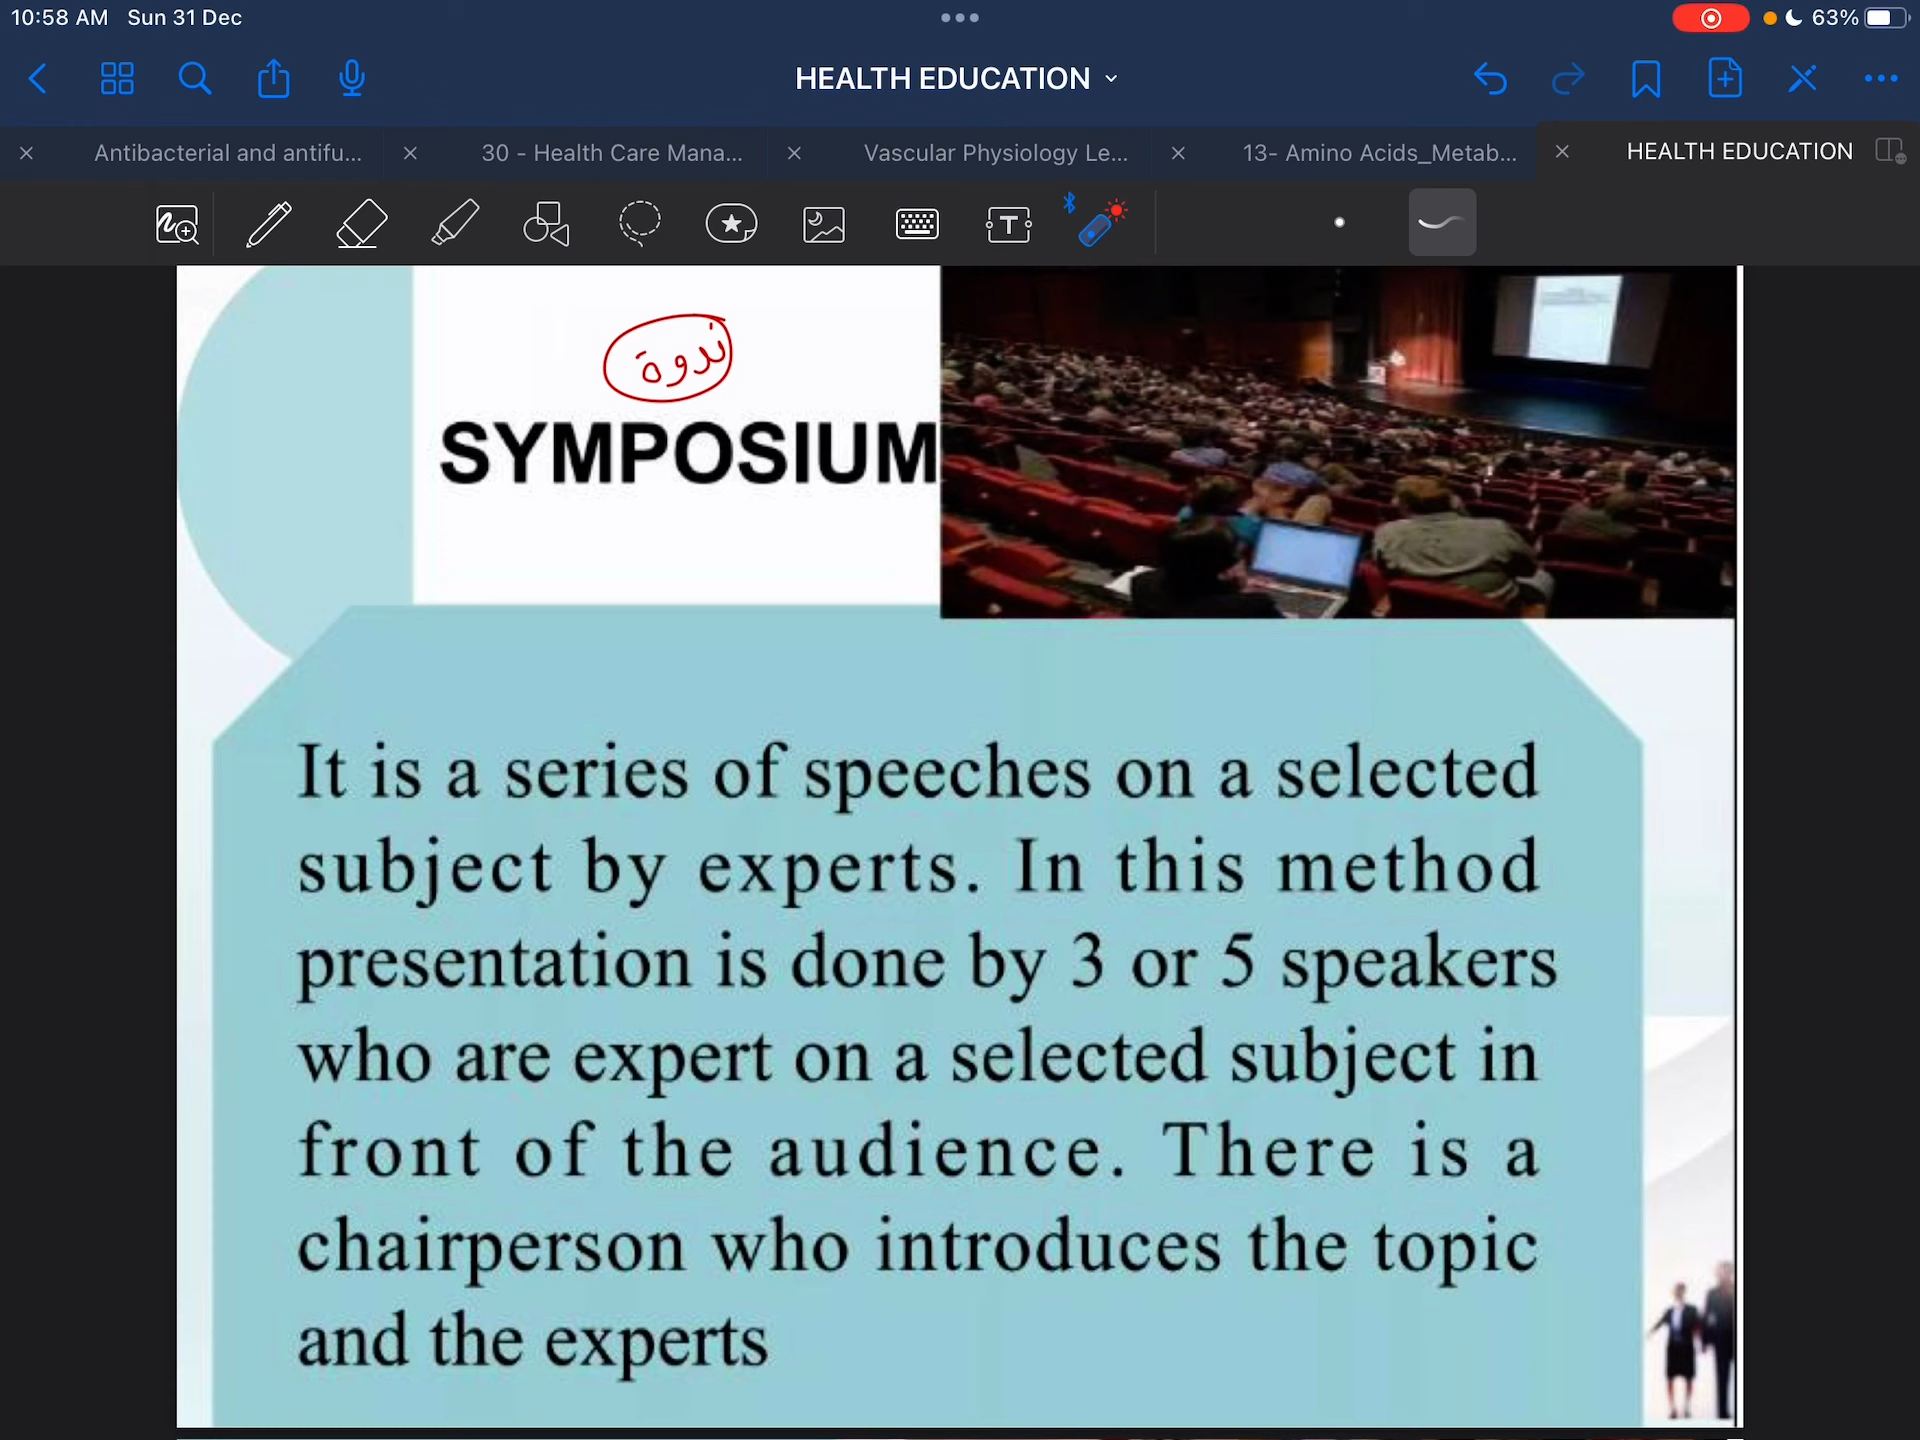 10:58 AM Sun 31 Dec
63%
HEALTH EDUCATION
Antibacterial and antifu...
30 - Health Care Mana...
Vascular Physiology Le...
13- Amino Acids_Metab...
HEALTH EDUCATION
ندوة
SYMPOSIUM
It is a series of speeches on a selected
subject by experts. In this method
presentation is done by 3 or 5 speakers
who are expert on a selected subject in
front of the audience. There is a
chairperson who introduces the topic
and the experts